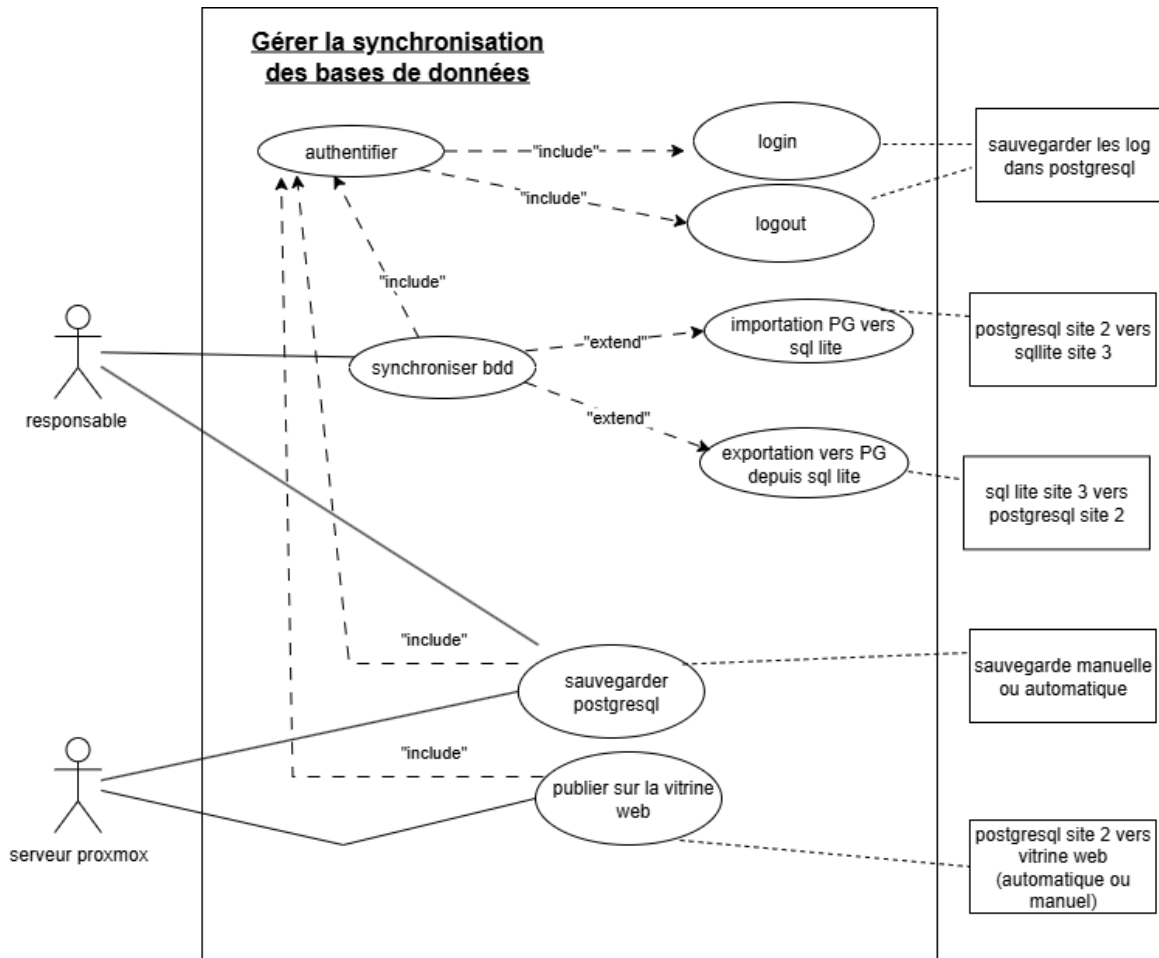 Gérer la synchronisation
des bases de données
authentifier
"include"
login
sauvegarder les log
dans postgresql
"include"
logout
"include"
responsable
synchroniser bdd
"extend"
importation PG vers
sql lite
postgresql site 2 vers
sqllite site 3
"extend"
exportation vers PG
depuis sql lite
sql lite site 3 vers
postgresql site 2
"include"
sauvegarder
postgresql
sauvegarde manuelle
ou automatique
serveur proxmox
"include"
publier sur la vitrine
web
postgresql site 2 vers
vitrine web
(automatique ou
manuel)